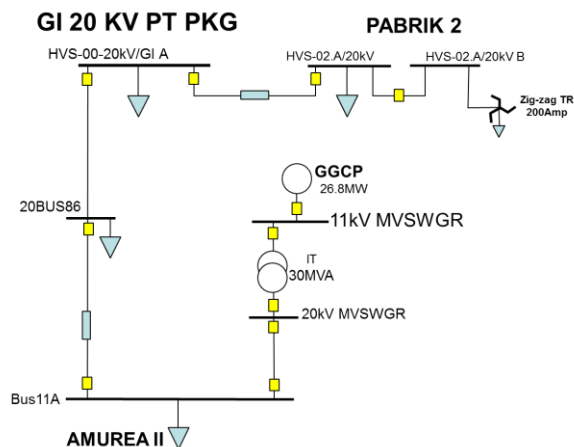 GI 20 KV PT PKG
PABRIK 2
HVS-00-20kV/GI A
HVS-02.A/20kV
HVS-02.A/20kV B
Zig-zag TR
200Amp
GGCP
26.8MW
20BUS86
11kV MVSWGR
IT
30MVA
20kV MVSWGR
Bus11A
AMUREA II